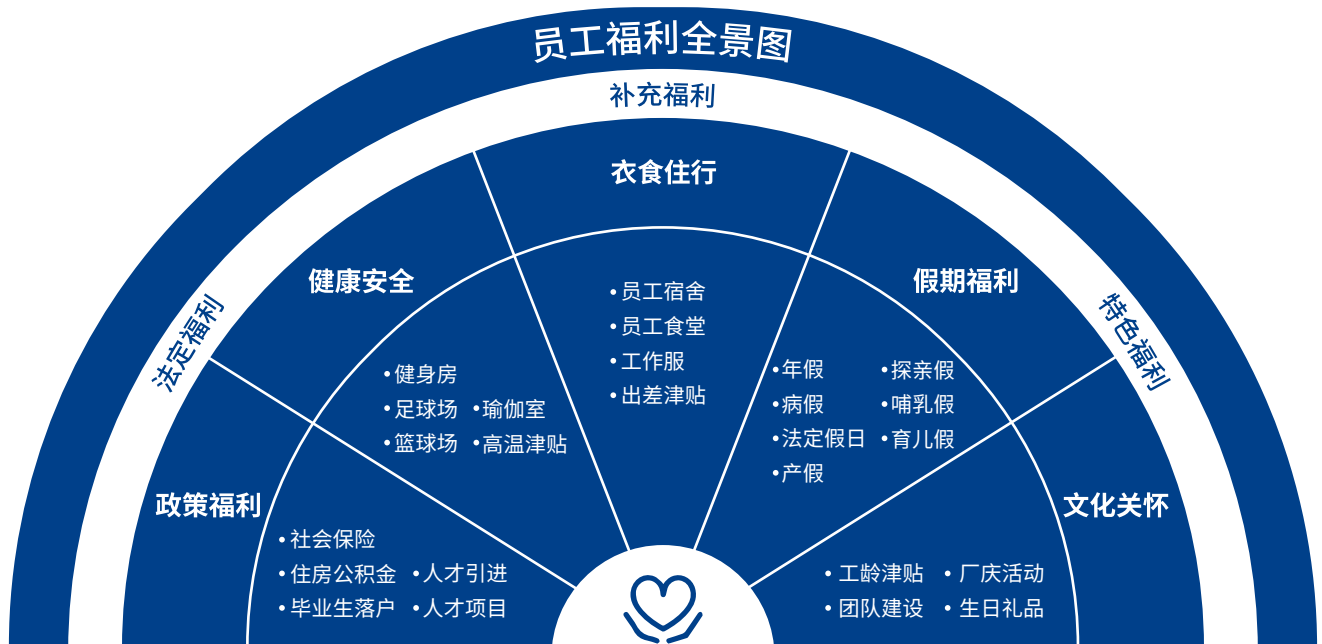 员工福利全景图
补充福利
法定福利
特色福利
政策福利
• 社会保险
• 住房公积金 • 人才引进
• 毕业生落户 • 人才项目
健康安全
• 健身房
• 足球场 • 瑜伽室
• 篮球场 • 高温津贴
衣食住行
• 员工宿舍
• 员工食堂
• 工作服
• 出差津贴
假期福利
• 年假 • 探亲假
• 病假 • 哺乳假
• 法定假日 • 育儿假
• 产假
文化关怀
• 工龄津贴 • 厂庆活动
• 团队建设 • 生日礼品